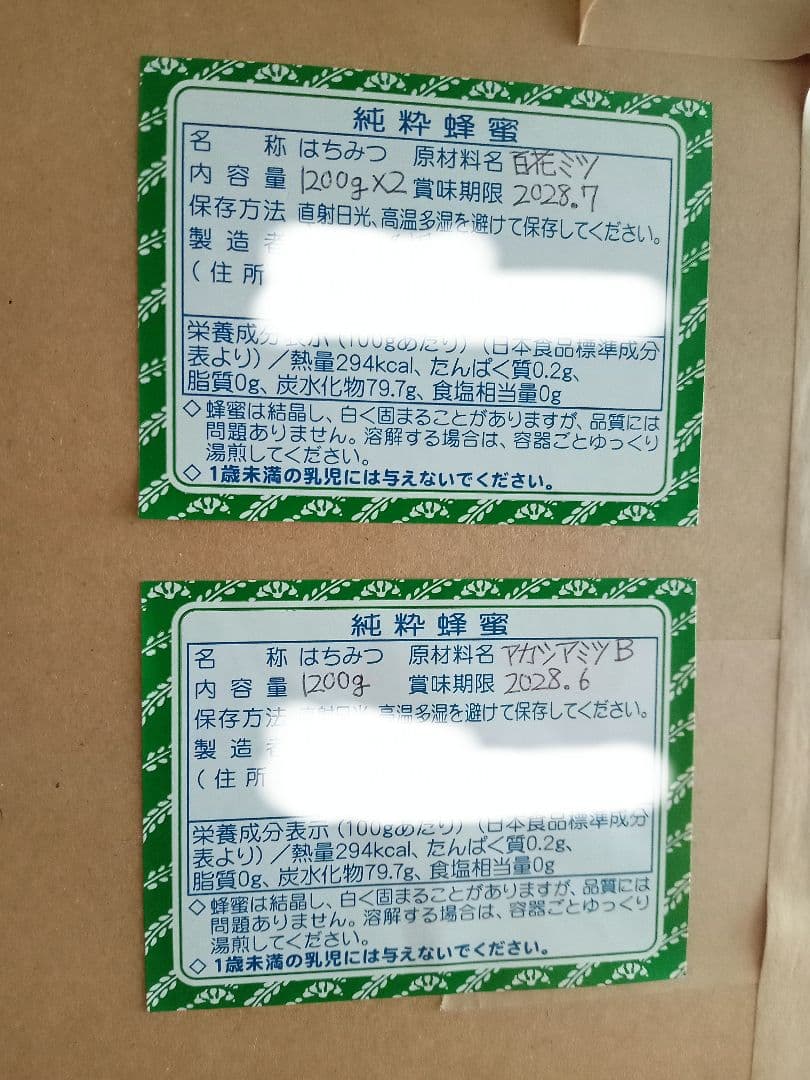 純粋蜂蜜
名称 はちみつ 原材料名 百花ミツ
内容量 1200g×2 賞味期限 2028.7
保存方法 直射日光、高温多湿を避けて保存してください。
製造者
(住所
栄養成分表示(100gあたり)(日本食品標準成分
表より)/熱量294kcal、たんぱく質0.2g、
脂質0g、炭水化物79.7g、食塩相当量0g
◇蜂蜜は結晶し、白く固まることがありますが、品質には
問題ありません。溶解する場合は、容器ごとゆっくり
湯煎してください。
◇1歳未満の乳児には与えないでください。
純粋蜂蜜
名称 はちみつ 原材料名 アカシアミツB
内容量 1200g 賞味期限 2028.6
保存方法 直射日光、高温多湿を避けて保存してください。
製造者
(住所
栄養成分表示(100gあたり)(日本食品標準成分
表より)/熱量294kcal、たんぱく質0.2g、
脂質0g、炭水化物79.7g、食塩相当量0g
◇蜂蜜は結晶し、白く固まることがありますが、品質には
問題ありません。溶解する場合は、容器ごとゆっくり
湯煎してください。
◇1歳未満の乳児には与えないでください。